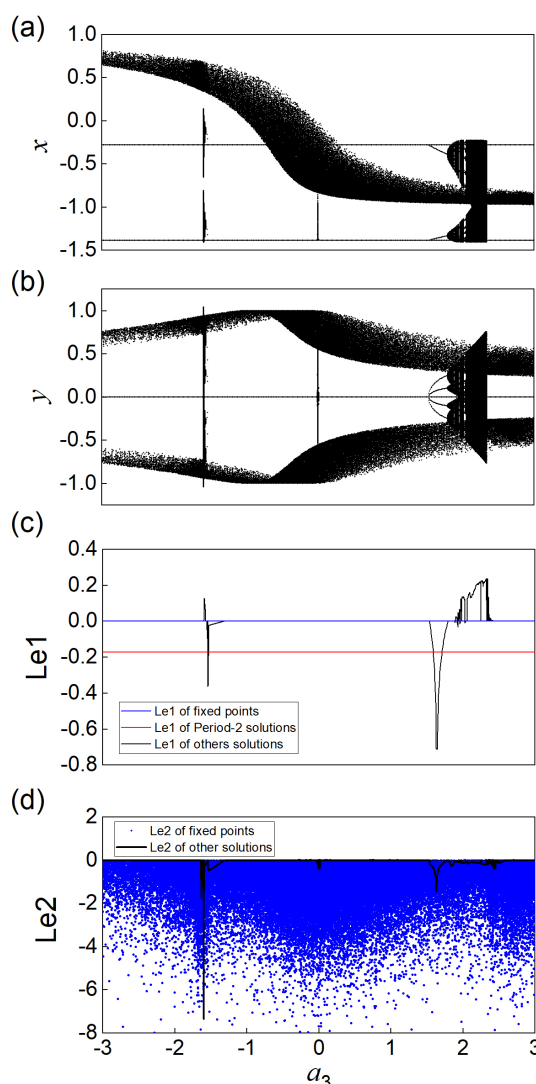 (a)
1.0
0.5
0.0
x
-0.5
-1.0
-1.5
(b)
1.0
0.5
y
0.0
-0.5
-1.0
(c)
0.4
0.2
0.0
Le1
-0.2
-0.4
-0.6
-0.8
Le1 of fixed points
Le1 of Period-2 solutions
Le1 of others solutions
(d)
2
0
Le2
-2
-4
-6
-8
Le2 of fixed points
Le2 of other solutions
-3 -2 -1 0 1 2 3
a3